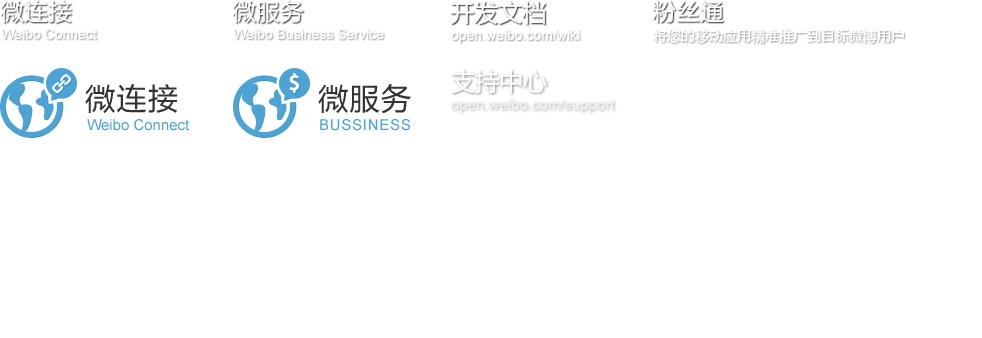 微连接
Weibo Connect
微服务
Weibo Business Service
开发文档
open.weibo.com/wiki
粉丝通
将您的移动应用精准推广到目标微博用户
微连接
Weibo Connect
微服务
BUSSINESS
支持中心
open.weibo.com/support